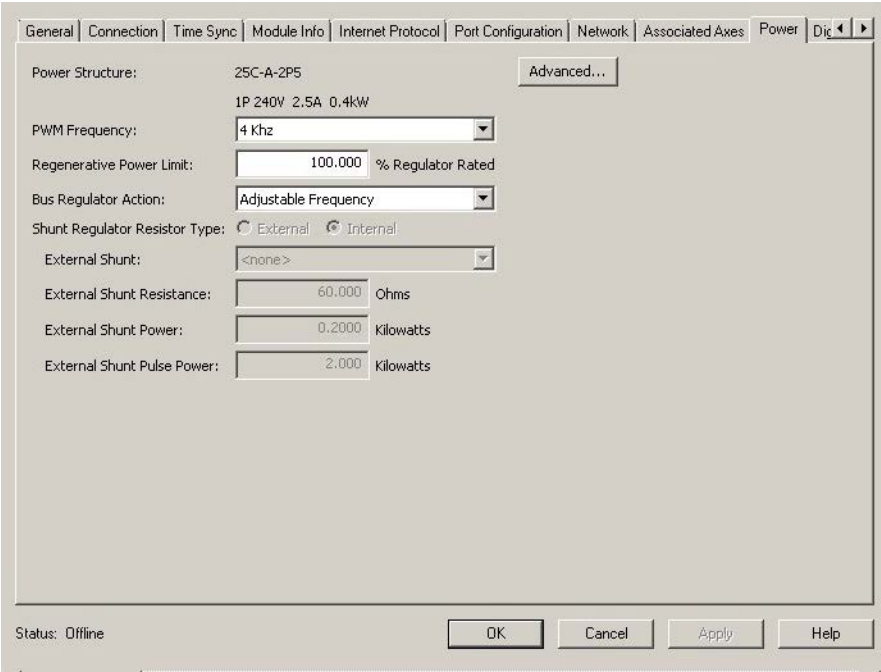 General Connection Time Sync Module Info Internet Protocol Port Configuration Network Associated Axes Power Dig
Power Structure: 25C-A-2P5 Advanced...
1P 240V 2.5A 0.4kW
PWM Frequency: 4 Khz
Regenerative Power Limit: 100.000 % Regulator Rated
Bus Regulator Action: Adjustable Frequency
Shunt Regulator Resistor Type: External Internal
External Shunt: <none>
External Shunt Resistance: 60.000 Ohms
External Shunt Power: 0.2000 Kilowatts
External Shunt Pulse Power: 2.000 Kilowatts
Status: Offline OK Cancel Apply Help